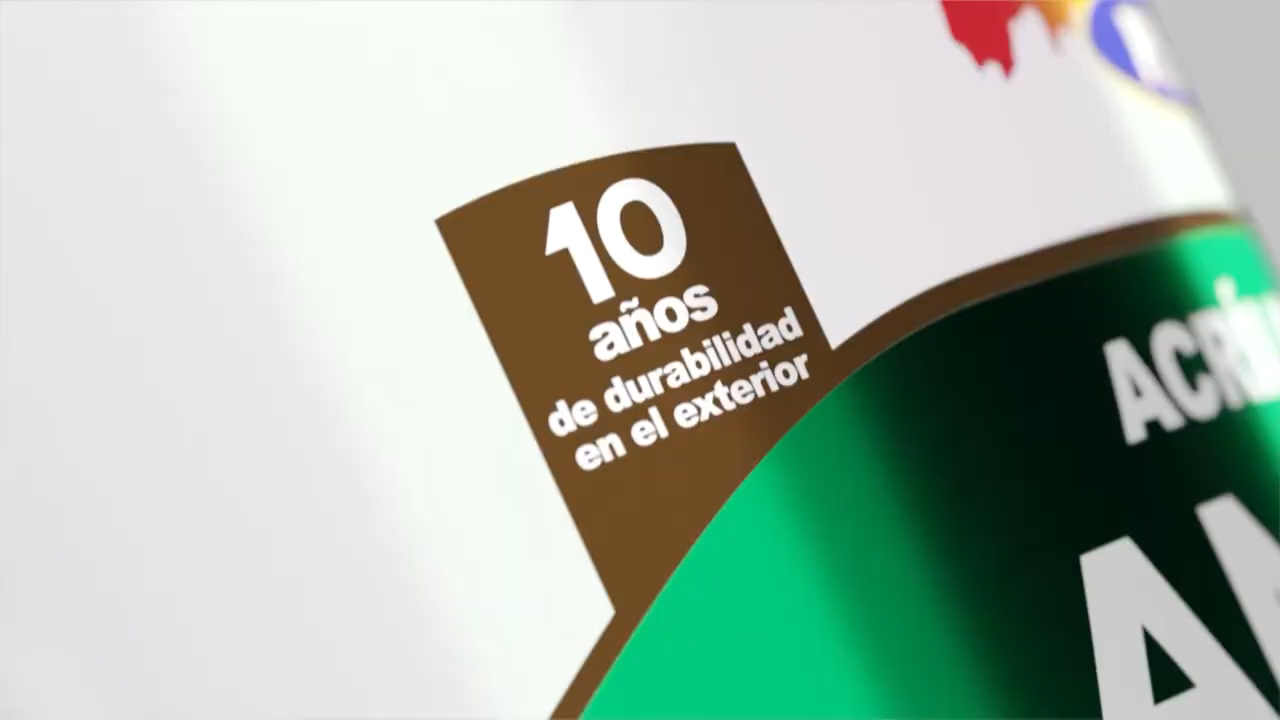 10
años
de durabilidad
en el exterior